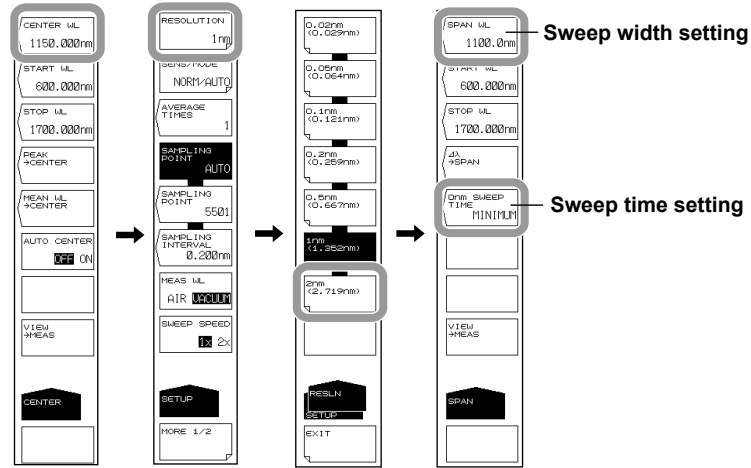 CENTER WL
1150.000nm
START WL
600.000nm
STOP WL
1700.000nm
PEAK
→CENTER
MEAN WL
→CENTER
AUTO CENTER
OFF ON
VIEW
→MEAS
CENTER
RESOLUTION
1nm
SENS/MODE
NORM/AUTO
AVERAGE
TIMES
1
SAMPLING
POINT
AUTO
SAMPLING
POINT
5501
SAMPLING
INTERVAL
0.200nm
MEAS WL
AIR VACUUM
SWEEP SPEED
1x 2x
SETUP
MORE 1/2
0.02nm
(0.029nm)
0.05nm
(0.064nm)
0.1nm
(0.121nm)
0.2nm
(0.259nm)
0.5nm
(0.667nm)
1nm
(1.352nm)
2nm
(2.719nm)
RESLN
SETUP
EXIT
SPAN WL
1100.0nm
START WL
600.000nm
STOP WL
1700.000nm
Δλ
→SPAN
0nm SWEEP
TIME
MINIMUM
VIEW
→MEAS
SPAN
Sweep width setting
Sweep time setting